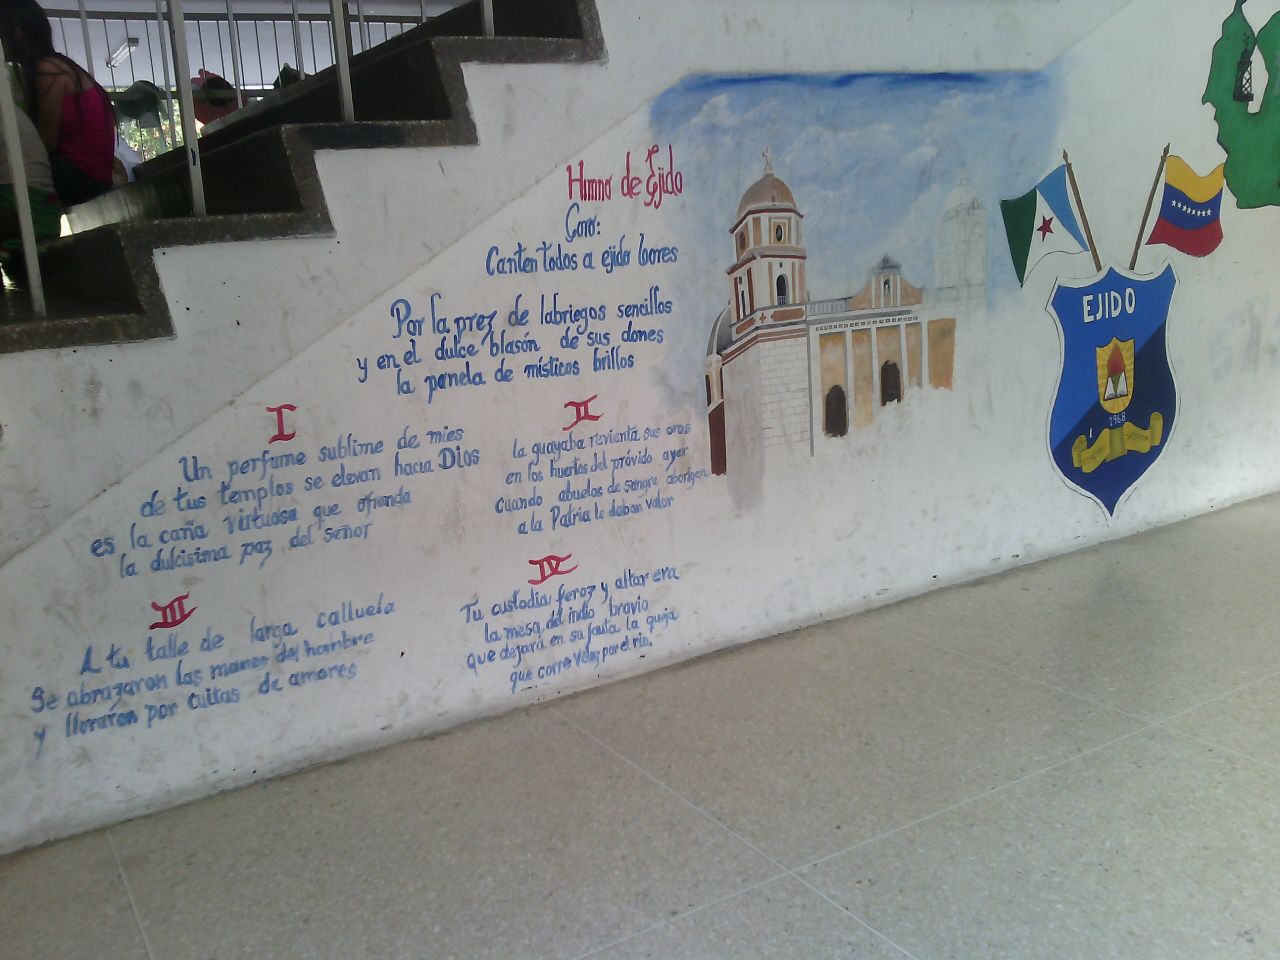 Himno de Ejido
Coro:
Canten todos a ejido loores
Por la prez de labriegos sencillos
y en el dulce blasón de sus dones
la panela de místicos brillos
I
Un perfume sublime de mies
de tus templos se elevan hacia Dios
es la caña virtuosa que ofrenda
la dulcisima paz del señor
II
la guayaba revienta sus oros
en los huertos del próvido ayer
cuando abuelos de sangre aborigen
a la Patria le daban valor
III
A tu talle de larga calluela
se abrazaron las manos del hombre
y lloraron por cuitas de amores
IV
Tu custodia feroz y altar era
la mesa del indio bravio
que dejará en su flauta la queja
que corre veloz por el rio.
EJIDO
1968